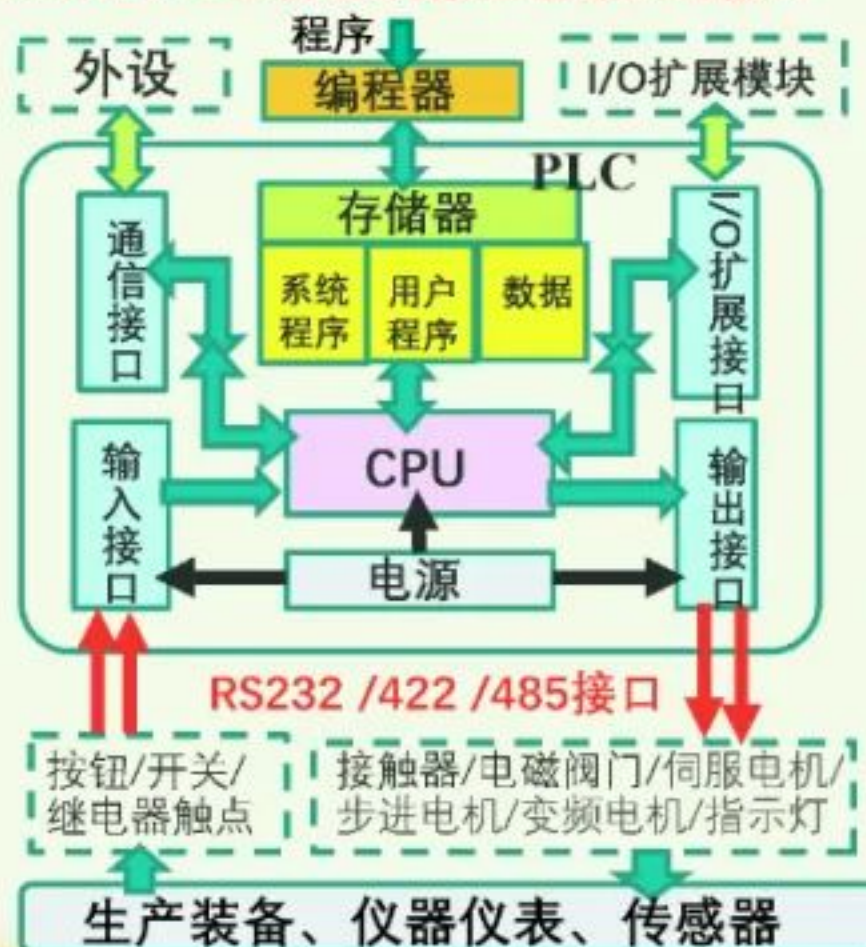 程序
外设
编程器
I/O扩展模块
PLC
存储器
通信接口
I/O扩展接口
系统
程序
用户
程序
数据
CPU
输入接口
输出接口
电源
RS232 /422 /485接口
按钮/开关/
继电器触点
接触器/电磁阀门/伺服电机/
步进电机/变频电机/指示灯
生产装备、仪器仪表、传感器